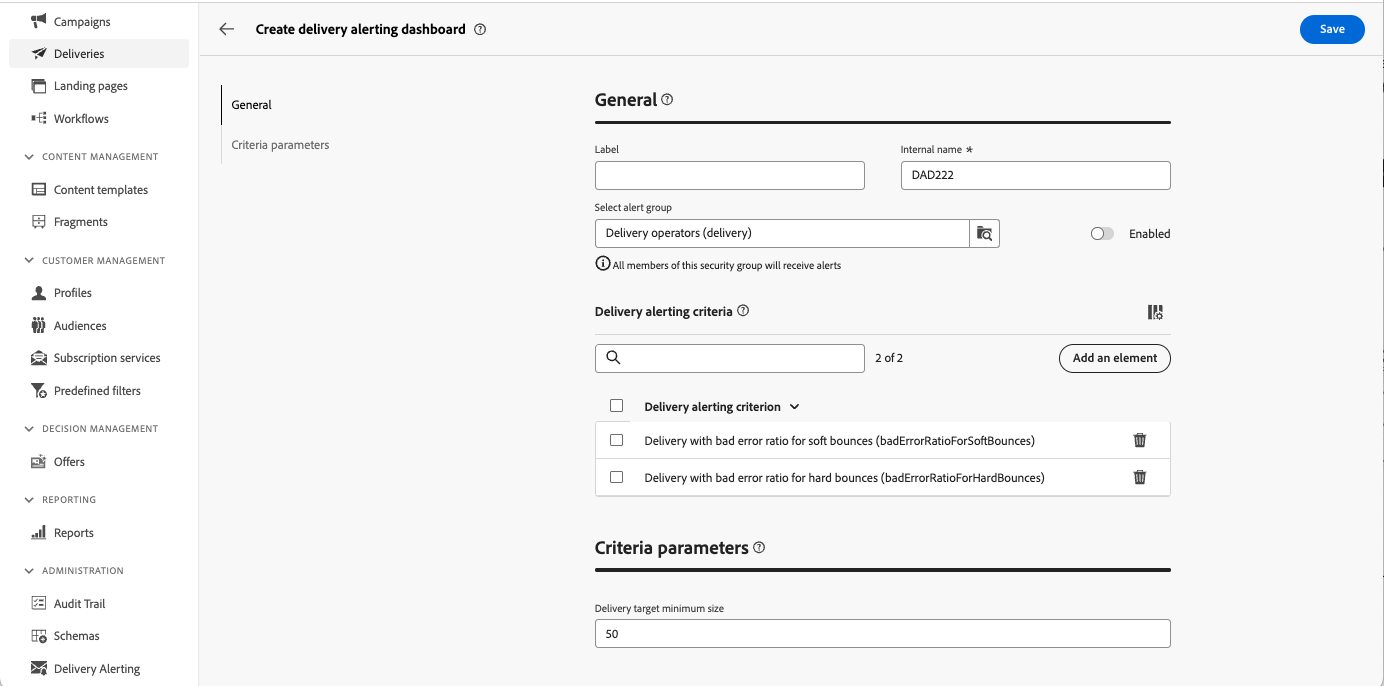 Campaigns
Deliveries
Landing pages
Workflows
CONTENT MANAGEMENT
Content templates
Fragments
CUSTOMER MANAGEMENT
Profiles
Audiences
Subscription services
Predefined filters
DECISION MANAGEMENT
Offers
REPORTING
Reports
ADMINISTRATION
Audit Trail
Schemas
Delivery Alerting
Create delivery alerting dashboard
Save
General
Criteria parameters
General
Label
Internal name *
DAD222
Select alert group
Delivery operators (delivery)
Enabled
All members of this security group will receive alerts
Delivery alerting criteria
2 of 2
Add an element
Delivery alerting criterion
Delivery with bad error ratio for soft bounces (badErrorRatioForSoftBounces)
Delivery with bad error ratio for hard bounces (badErrorRatioForHardBounces)
Criteria parameters
Delivery target minimum size
50